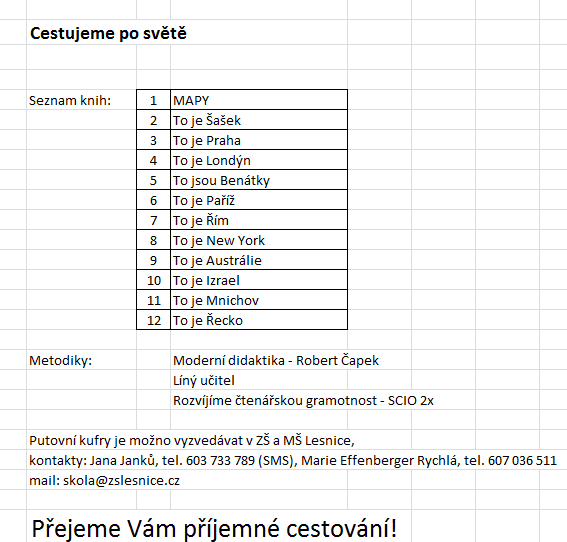 Cestujeme po světě
Seznam knih: 1 MAPY
2 To je Šašek
3 To je Praha
4 To je Londýn
5 To jsou Benátky
6 To je Paříž
7 To je Řím
8 To je New York
9 To je Austrálie
10 To je Izrael
11 To je Mnichov
12 To je Řecko
Metodiky: Moderní didaktika - Robert Čapek
Líný učitel
Rozvíjíme čtenářskou gramotnost - SCIO 2x
Putovní kufry je možno vyzvedávat v ZŠ a MŠ Lesnice,
kontakty: Jana Janků, tel. 603 733 789 (SMS), Marie Effenberger Rychlá, tel. 607 036 511
mail: skola@zslesnice.cz
Přejeme Vám příjemné cestování!